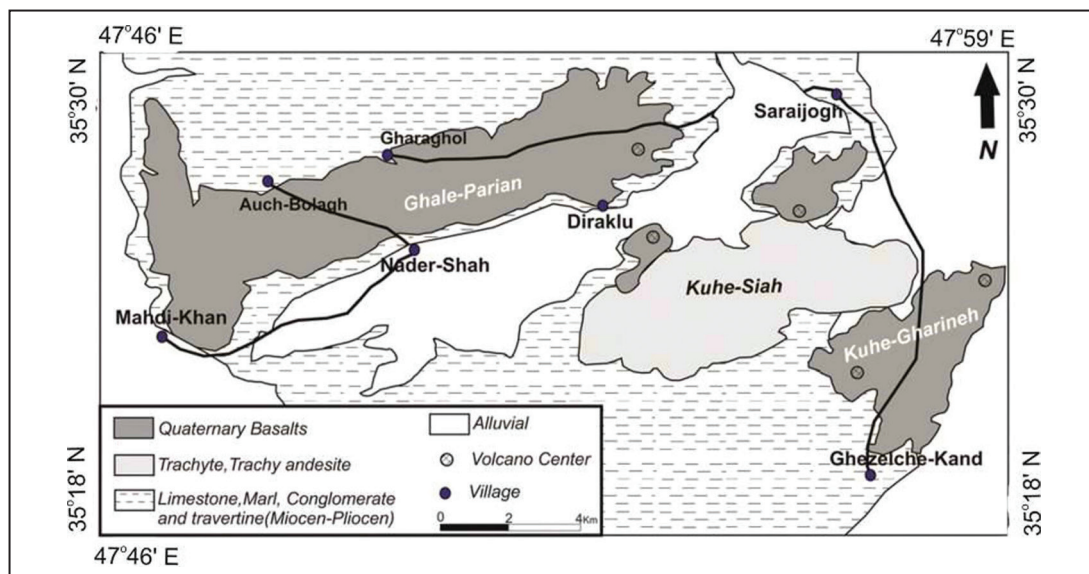 47°46' E
47°59' E
35°30' N
35°30' N
Saraijogh
N
Gharaghol
Auch-Bolagh
Ghale-Parian
Diraklu
Nader-Shah
Kuhe-Siah
Mahdi-Khan
Kuhe-Gharineh
Quaternary Basalts
Alluvial
Trachyte,Trachy andesite
Volcano Center
Ghezelche-Kand
Limestone,Marl, Conglomerate
and travertine(Miocen-Pliocen)
Village
0 2 4Km
35°18' N
35°18' N
47°46' E